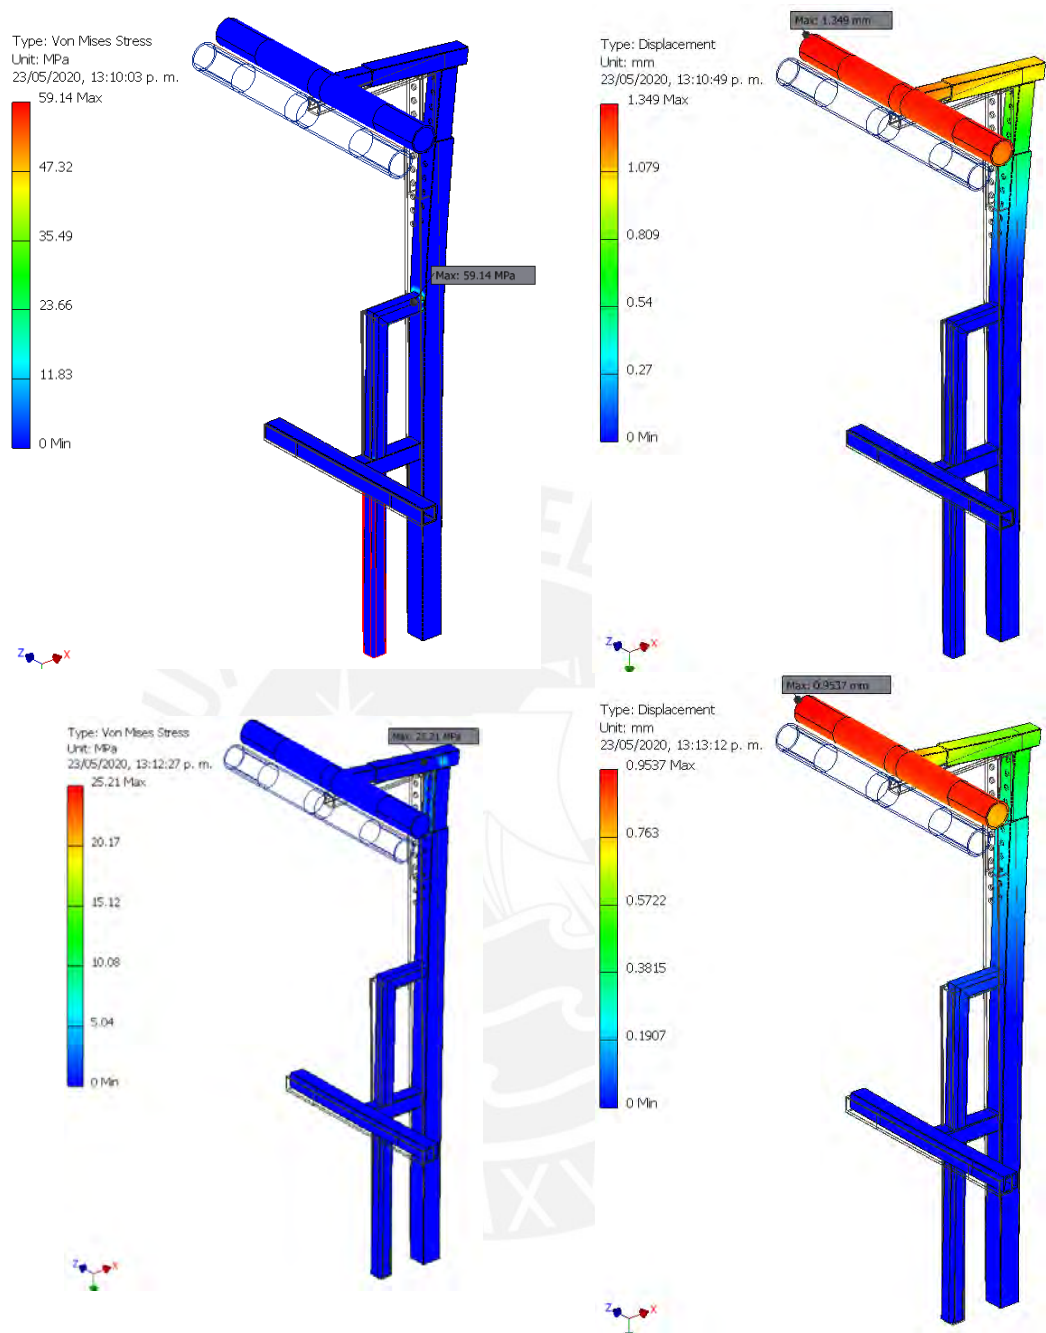 Type: Von Mises Stress
Unit: MPa
23/05/2020, 13:10:03 p. m.
59.14 Max
47.32
35.49
23.66
11.83
0 Min
Max: 59.14 MPa
Z X
Max: 1.349 mm
Type: Displacement
Unit: mm
23/05/2020, 13:10:49 p. m.
1.349 Max
1.079
0.809
0.54
0.27
0 Min
Z X
Type: Von Mises Stress
Unit: MPa
23/05/2020, 13:12:27 p. m.
25.21 Max
20.17
15.12
10.08
5.04
0 Min
Max: 25.21 MPa
Z X
Max: 0.9537 mm
Type: Displacement
Unit: mm
23/05/2020, 13:13:12 p. m.
0.9537 Max
0.763
0.5722
0.3815
0.1907
0 Min
Z X